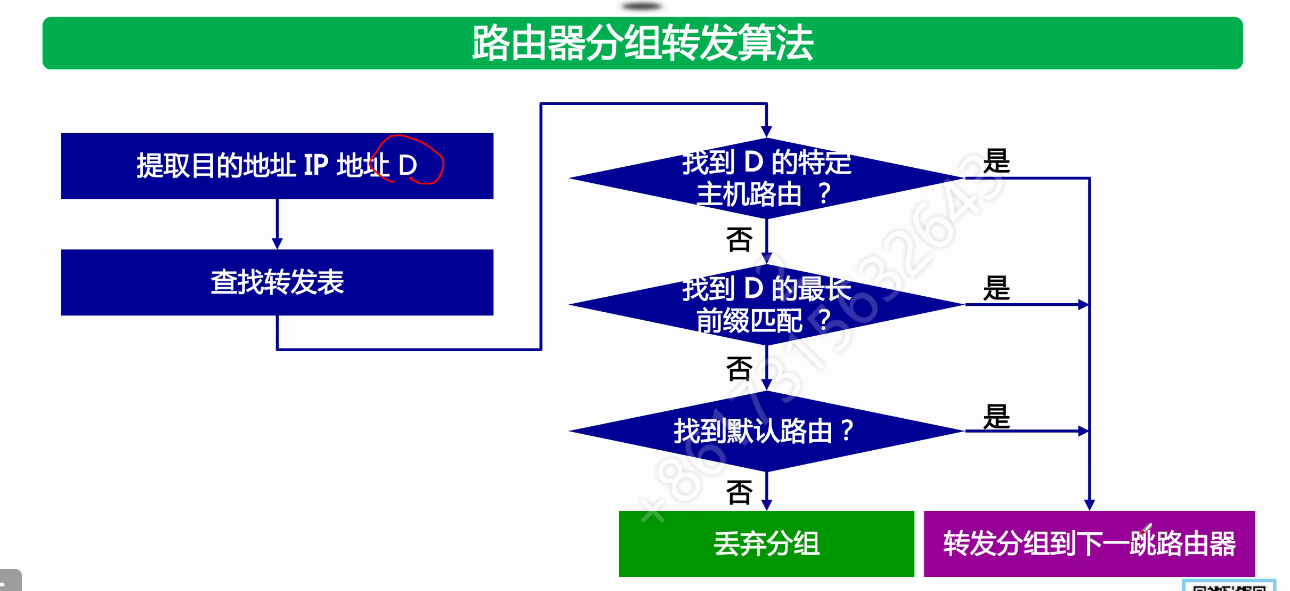 路由器分组转发算法
提取目的地址 IP 地址 D
查找转发表
找到 D 的特定
主机路由 ？
是
否
找到 D 的最长
前缀匹配 ？
是
否
找到默认路由？
是
否
丢弃分组
转发分组到下一跳路由器
+8617315632643